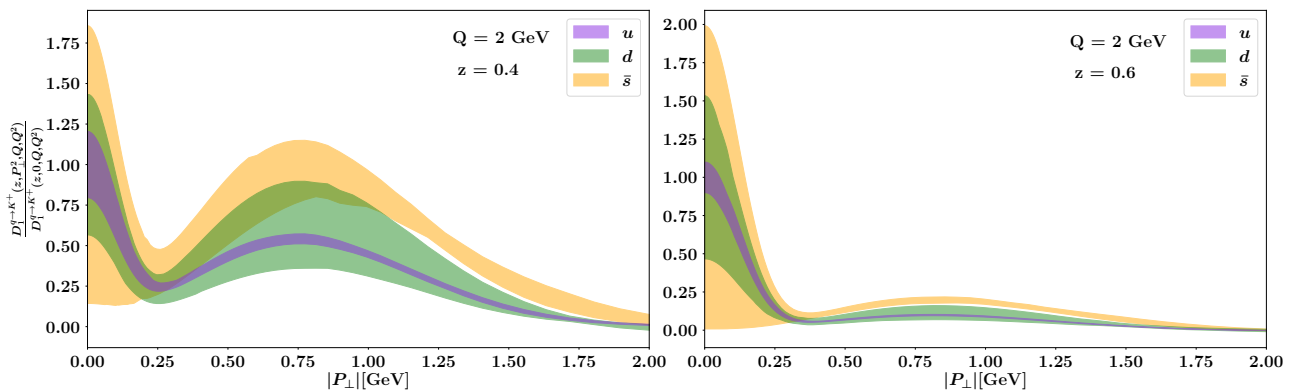 1.75
1.50
1.25
1.00
0.75
0.50
0.25
0.00
D_1^{q→K^+}(z,P_⊥^2,Q,Q^2)
D_1^{q→K^+}(z,0,Q,Q^2)
Q = 2 GeV
z = 0.4
u
d
s̄
0.00 0.25 0.50 0.75 1.00 1.25 1.50 1.75 2.00
|P_⊥|[GeV]
2.00
1.75
1.50
1.25
1.00
0.75
0.50
0.25
0.00
Q = 2 GeV
z = 0.6
u
d
s̄
0.00 0.25 0.50 0.75 1.00 1.25 1.50 1.75 2.00
|P_⊥|[GeV]